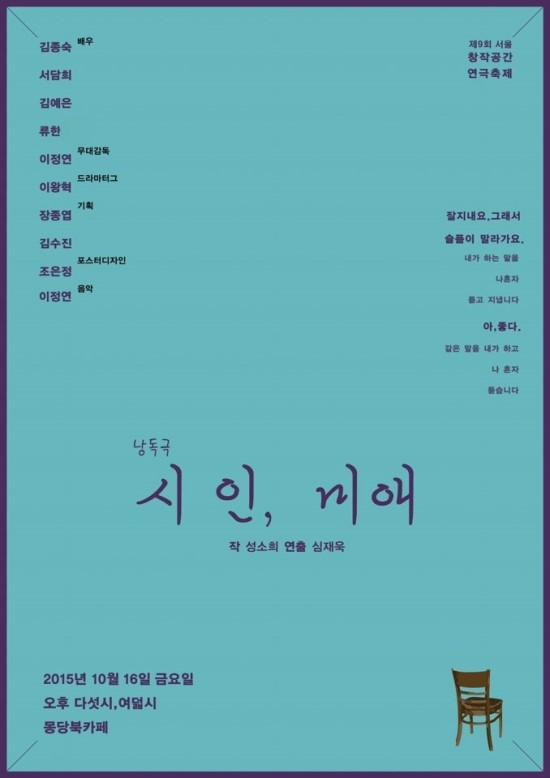 김종숙 배우
서담희
김예은
류한
이정연 무대감독
이왕혁 드라마터그
장종엽 기획
김수진
조은정 포스터디자인
이정연 음악
제9회 서울
창작공간
연극축제
잘지내요,그래서
슬픔이 말라가요.
내가 하는 말을
나혼자
듣고 지냅니다
아,좋다.
같은 말을 내가 하고
나 혼자
듣습니다
낭독극
시인, 미애
작 성소희 연출 심재욱
2015년 10월 16일 금요일
오후 다섯시,여덟시
몽당북카페